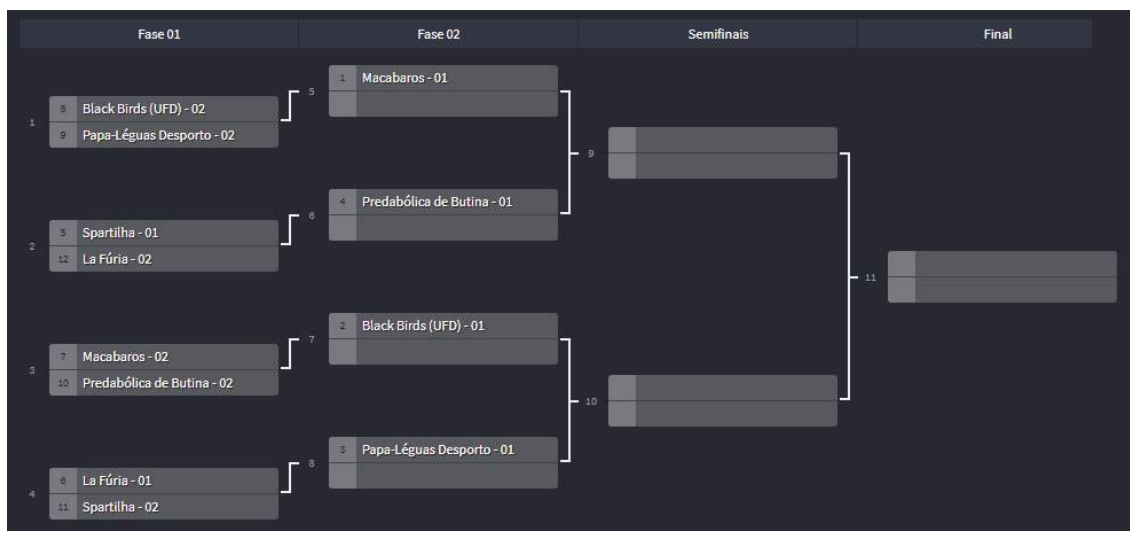 Fase 01
Fase 02
Semifinais
Final
1
8 Black Birds (UFD) - 02
9 Papa-Léguas Desporto - 02
2
5 Spartilha - 01
12 La Fúria - 02
3
7 Macabaros - 02
10 Predabólica de Butina - 02
4
6 La Fúria - 01
11 Spartilha - 02
5
1 Macabaros - 01
6
4 Predabólica de Butina - 01
7
2 Black Birds (UFD) - 01
8
3 Papa-Léguas Desporto - 01
9
10
11